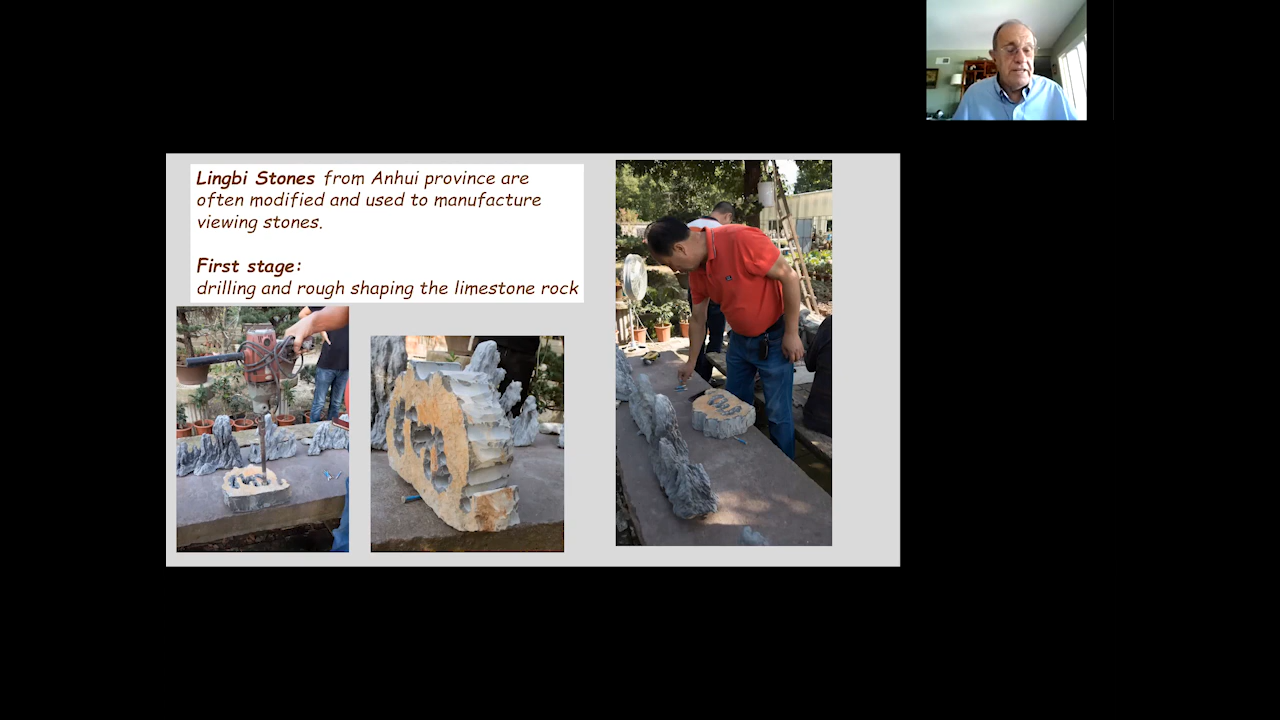 Lingbi Stones from Anhui province are
often modified and used to manufacture
viewing stones.
First stage:
drilling and rough shaping the limestone rock